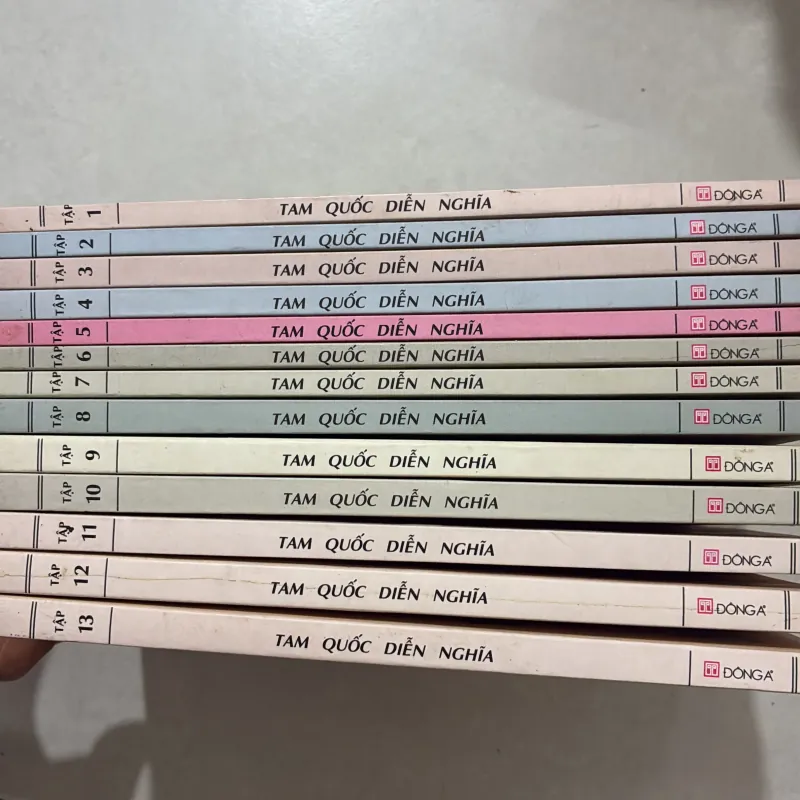 TẬP 1 TAM QUỐC DIỄN NGHĨA ĐÔNG A
TẬP 2 TAM QUỐC DIỄN NGHĨA ĐÔNG A
TẬP 3 TAM QUỐC DIỄN NGHĨA ĐÔNG A
TẬP 4 TAM QUỐC DIỄN NGHĨA ĐÔNG A
TẬP 5 TAM QUỐC DIỄN NGHĨA ĐÔNG A
TẬP 6 TAM QUỐC DIỄN NGHĨA ĐÔNG A
TẬP 7 TAM QUỐC DIỄN NGHĨA ĐÔNG A
TẬP 8 TAM QUỐC DIỄN NGHĨA ĐÔNG A
TẬP 9 TAM QUỐC DIỄN NGHĨA ĐÔNG A
TẬP 10 TAM QUỐC DIỄN NGHĨA ĐÔNG A
TẬP 11 TAM QUỐC DIỄN NGHĨA ĐÔNG A
TẬP 12 TAM QUỐC DIỄN NGHĨA ĐÔNG A
TẬP 13 TAM QUỐC DIỄN NGHĨA ĐÔNG A